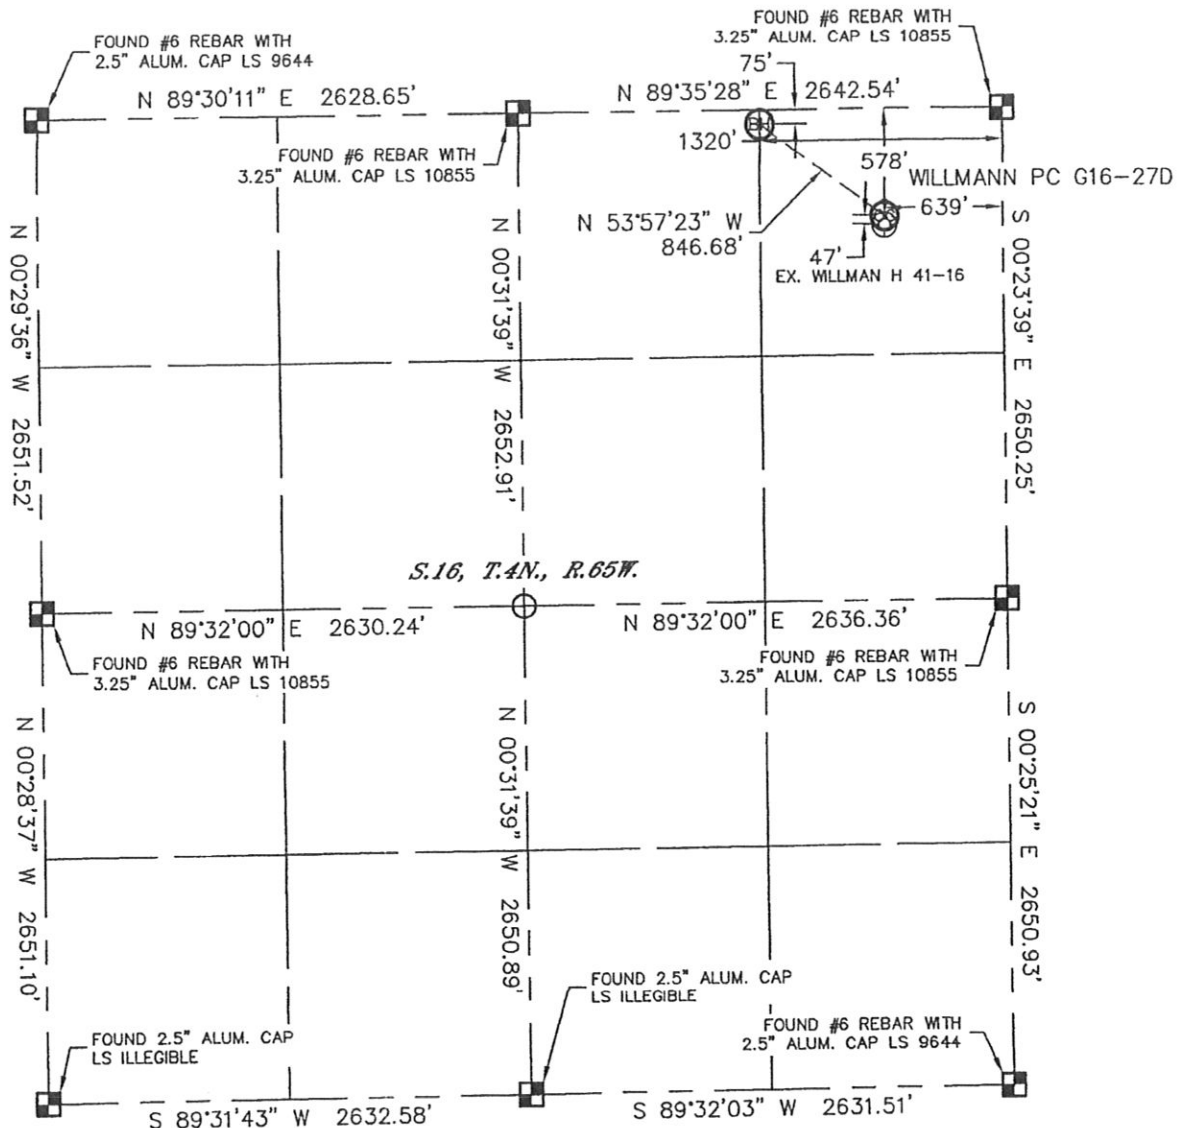 FOUND #6 REBAR WITH
3.25" ALUM. CAP LS 10855
FOUND #6 REBAR WITH
2.5" ALUM. CAP LS 9644
75'
N 89°30'11" E 2628.65'
N 89°35'28" E 2642.54'
BH
1320'
FOUND #6 REBAR WITH
3.25" ALUM. CAP LS 10855
578'
WILLMANN PC G16-27D
639'
N 53°57'23" W
846.68'
47'
EX. WILLMAN H 41-16
N 00°29'36" W 2651.52'
N 00°31'39" W 2652.91'
S 00°23'39" E 2650.25'
S.16, T.4N., R.65W.
N 89°32'00" E 2630.24'
N 89°32'00" E 2636.36'
FOUND #6 REBAR WITH
3.25" ALUM. CAP LS 10855
FOUND #6 REBAR WITH
3.25" ALUM. CAP LS 10855
N 00°28'37" W 2651.10'
N 00°31'39" W 2650.89'
S 00°25'21" E 2650.93'
FOUND 2.5" ALUM. CAP
LS ILLEGIBLE
FOUND 2.5" ALUM. CAP
LS ILLEGIBLE
FOUND #6 REBAR WITH
2.5" ALUM. CAP LS 9644
S 89°31'43" W 2632.58'
S 89°32'03" W 2631.51'